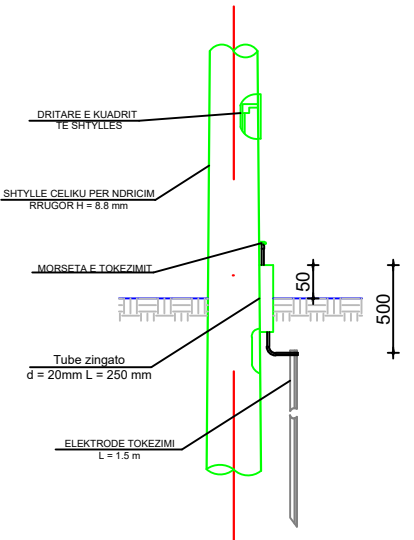 DRITARE E KUADRIT
TE SHTYLLES
SHTYLLE CELIKU PER NDRICIM
RRUGOR H = 8.8 mm
MORSETA E TOKEZIMIT
50
500
Tube zingato
d = 20mm L = 250 mm
ELEKTRODE TOKEZIMI
L = 1.5 m